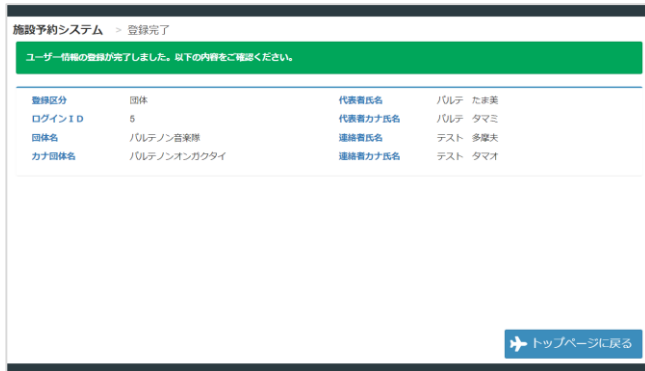 施設予約システム > 登録完了
ユーザー情報の登録が完了しました。以下の内容をご確認ください。
登録区分 団体 代表者氏名 パルテ たま美
ログインＩＤ 5 代表者カナ氏名 パルテ タマミ
団体名 パルテノン音楽隊 連絡者氏名 テスト 多摩夫
カナ団体名 パルテノンオンガクタイ 連絡者カナ氏名 テスト タマオ
トップページに戻る